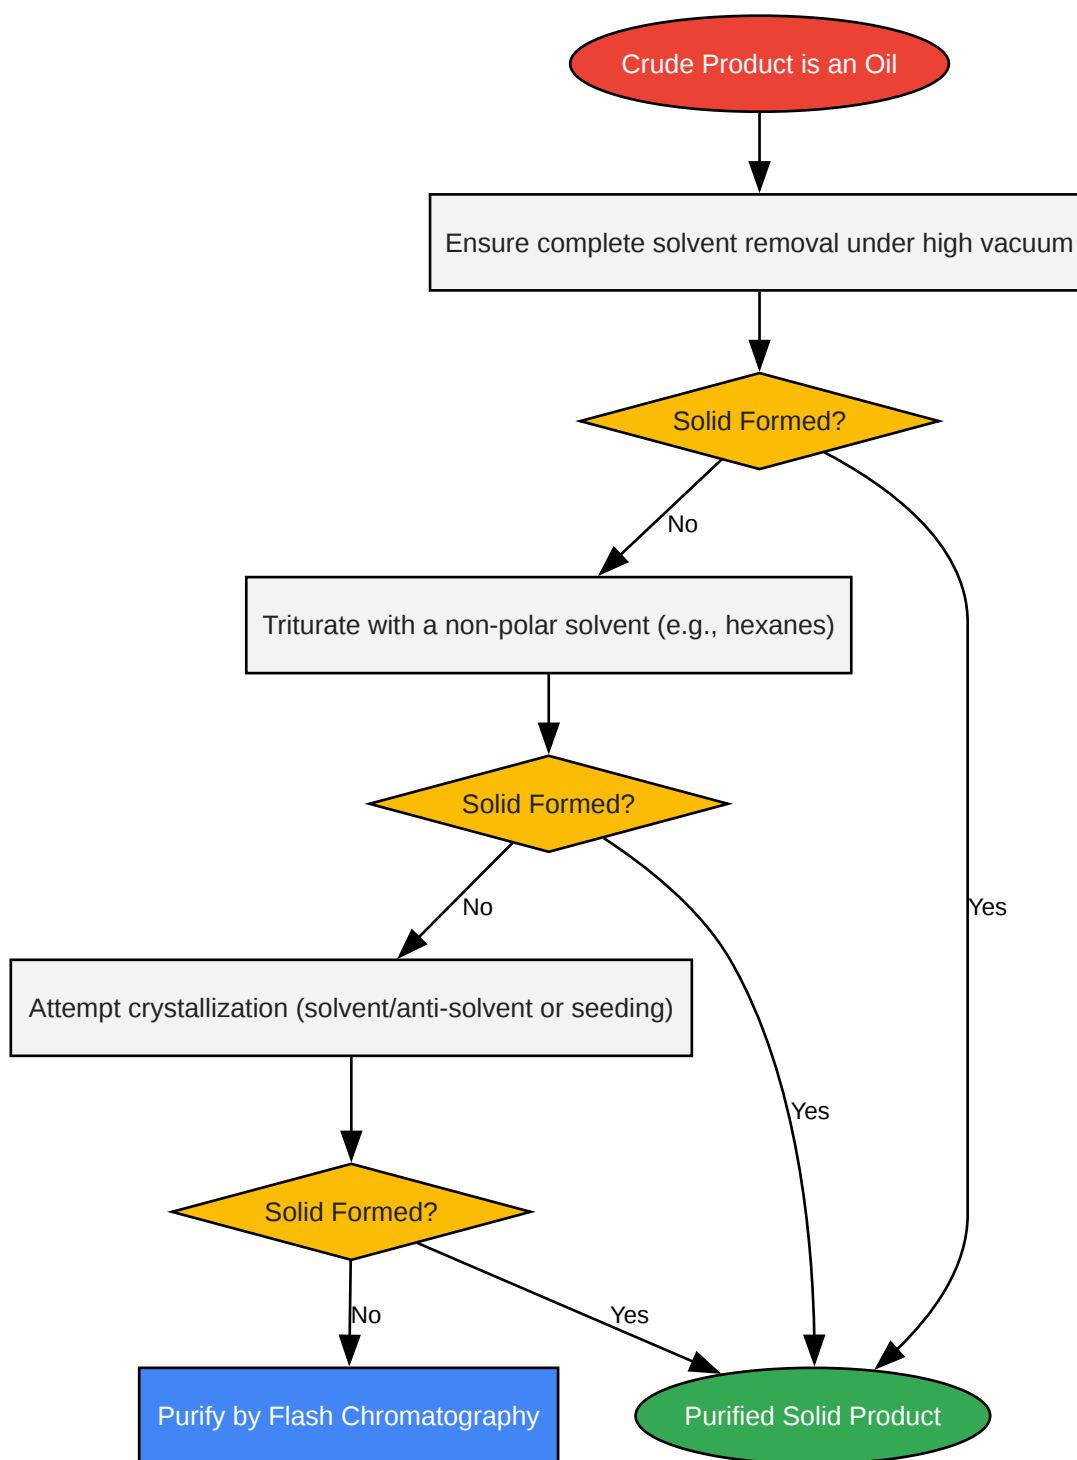 Crude Product is an Oil
Ensure complete solvent removal under high vacuum
Solid Formed?
No
Triturate with a non-polar solvent (e.g., hexanes)
Solid Formed?
No
Yes
Attempt crystallization (solvent/anti-solvent or seeding)
Yes
Solid Formed?
No
Yes
Purify by Flash Chromatography
Purified Solid Product